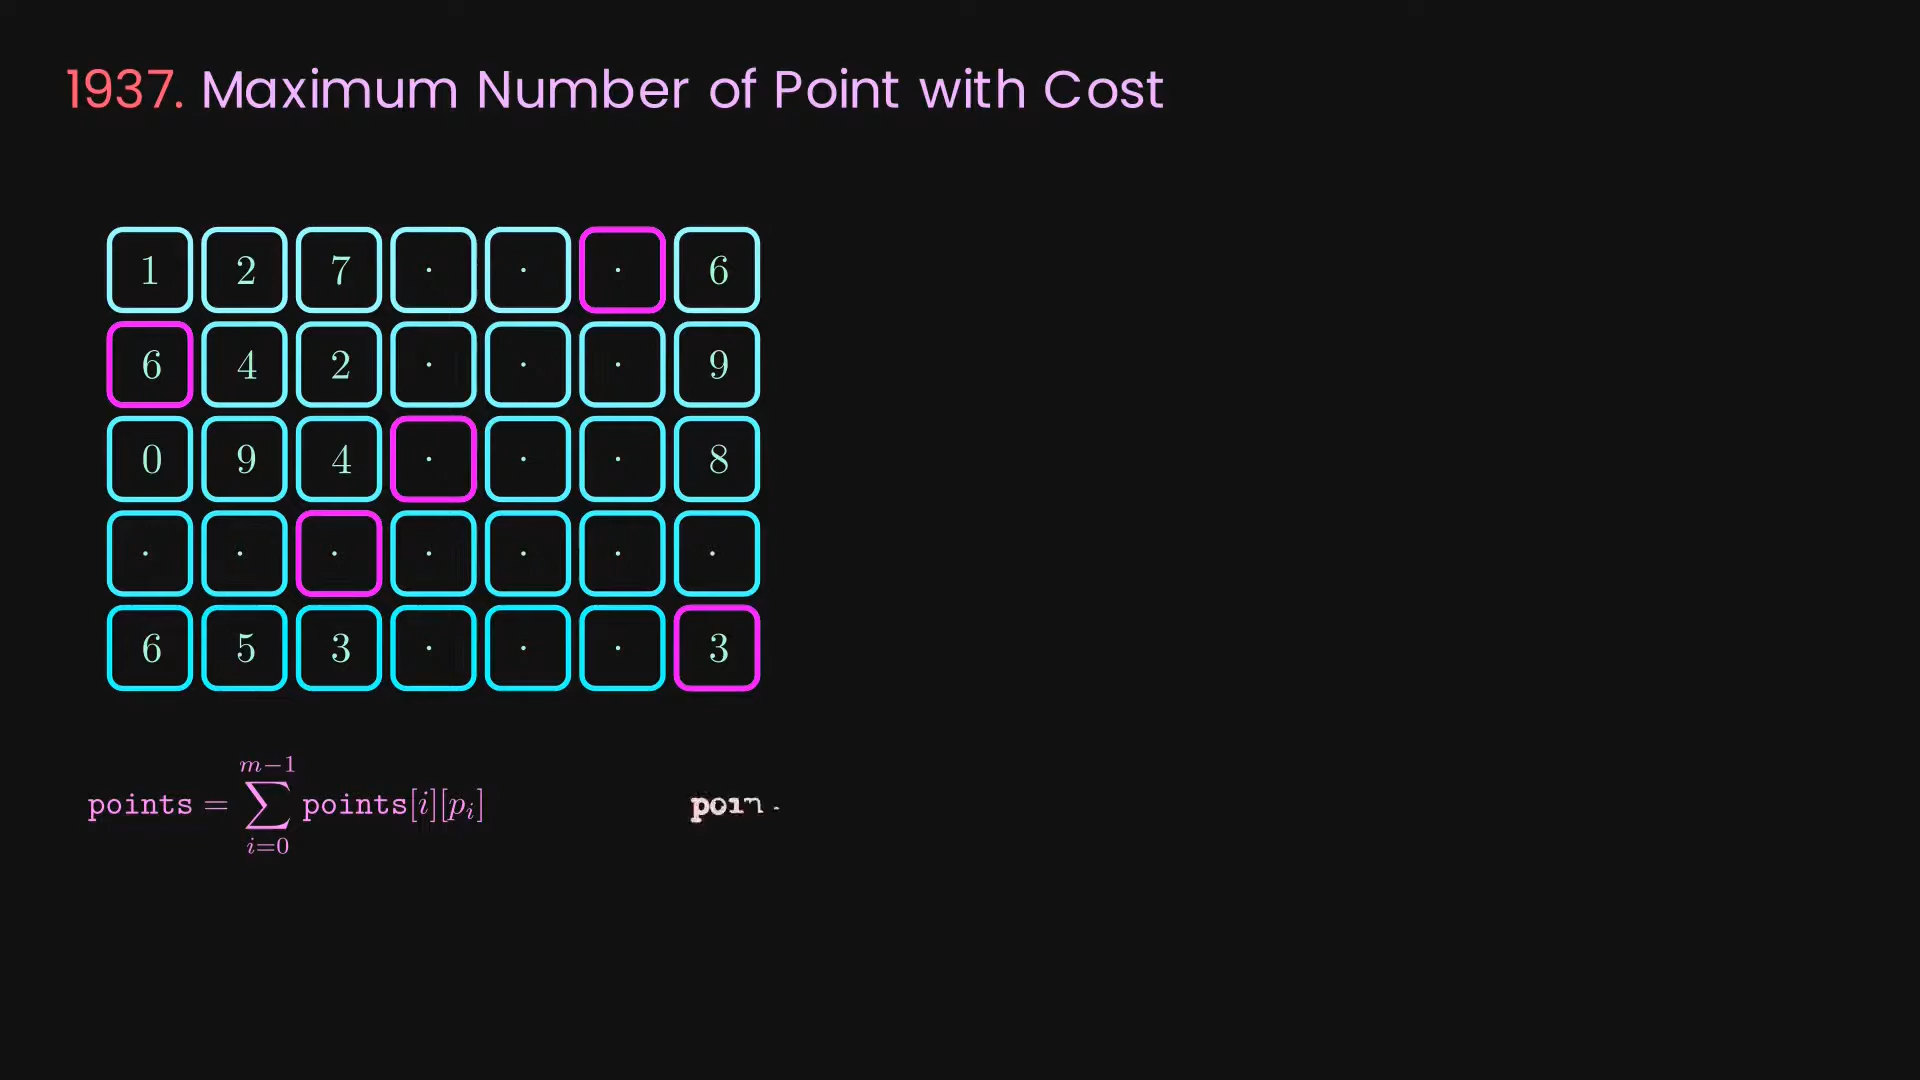 1937. Maximum Number of Point with Cost
1 2 7 · · · 6
6 4 2 · · · 9
0 9 4 · · · 8
· · · · · · ·
6 5 3 · · · 3
m−1
points = ∑ points[i][pᵢ]
i=0